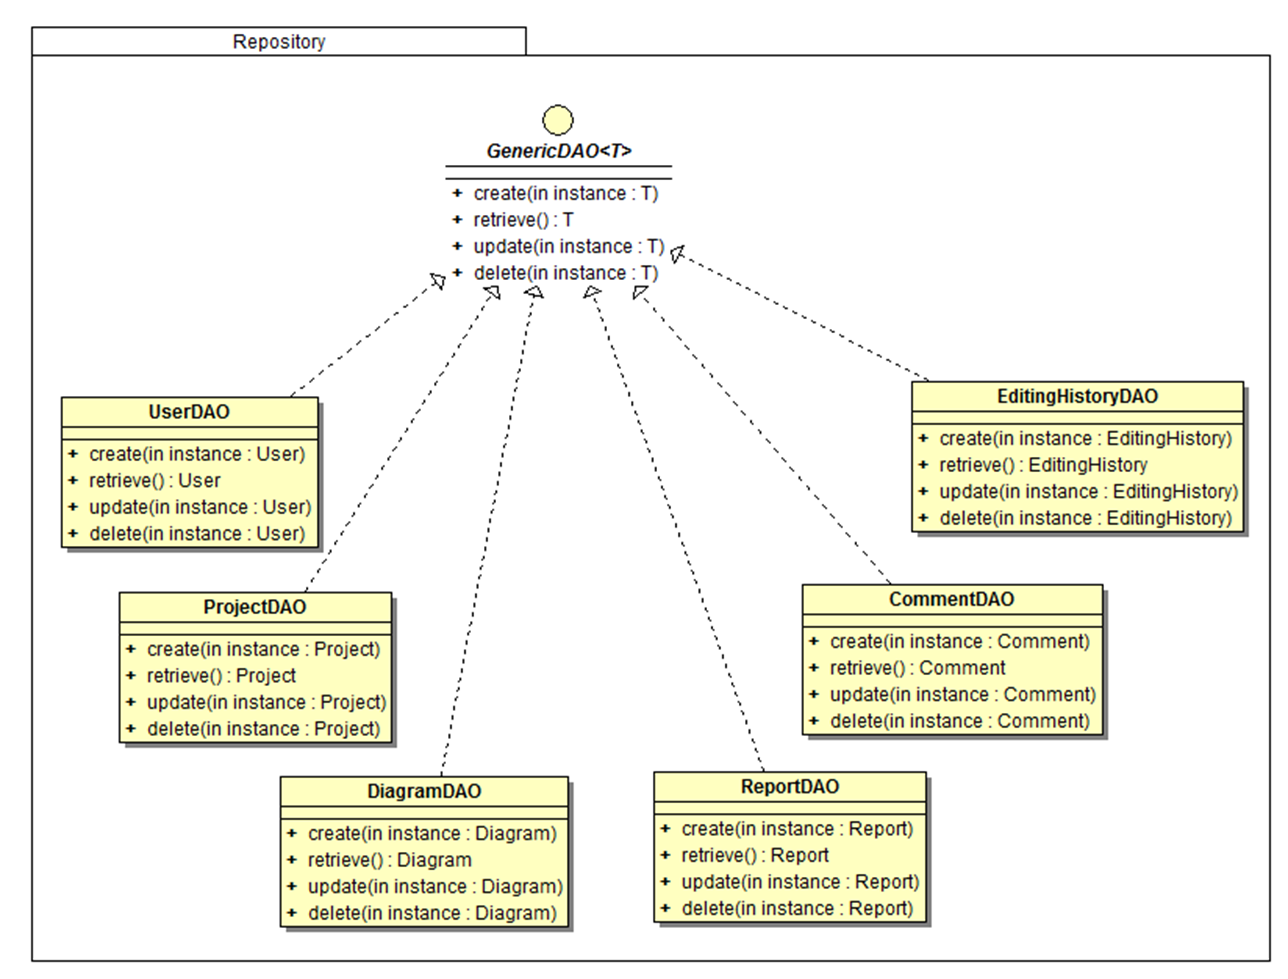 Repository
GenericDAO<T>
+ create(in instance : T)
+ retrieve() : T
+ update(in instance : T)
+ delete(in instance : T)
UserDAO
+ create(in instance : User)
+ retrieve() : User
+ update(in instance : User)
+ delete(in instance : User)
EditingHistoryDAO
+ create(in instance : EditingHistory)
+ retrieve() : EditingHistory
+ update(in instance : EditingHistory)
+ delete(in instance : EditingHistory)
ProjectDAO
+ create(in instance : Project)
+ retrieve() : Project
+ update(in instance : Project)
+ delete(in instance : Project)
CommentDAO
+ create(in instance : Comment)
+ retrieve() : Comment
+ update(in instance : Comment)
+ delete(in instance : Comment)
DiagramDAO
+ create(in instance : Diagram)
+ retrieve() : Diagram
+ update(in instance : Diagram)
+ delete(in instance : Diagram)
ReportDAO
+ create(in instance : Report)
+ retrieve() : Report
+ update(in instance : Report)
+ delete(in instance : Report)